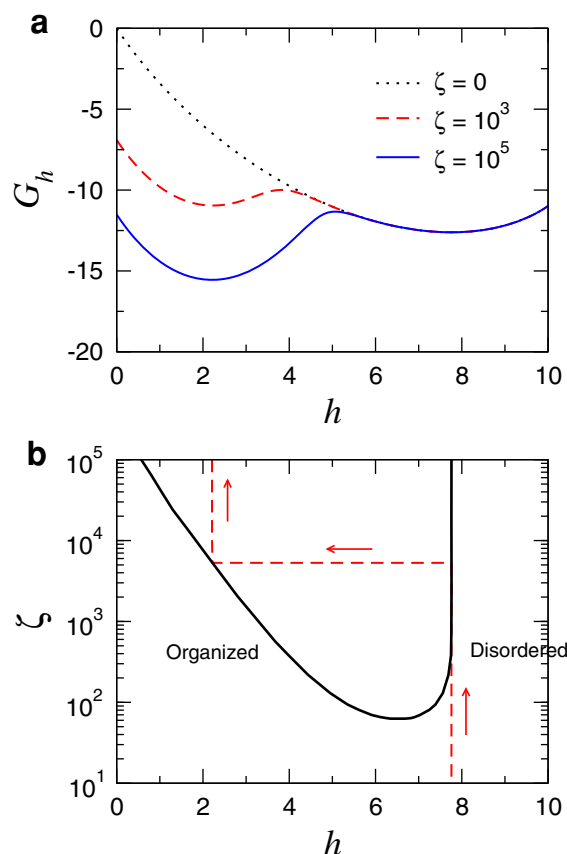 a
0
-5
-10
-15
-20
G_h
ζ = 0
ζ = 10^3
ζ = 10^5
0 2 4 6 8 10
h
b
10^5
10^4
10^3
10^2
10^1
ζ
Organized
Disordered
0 2 4 6 8 10
h